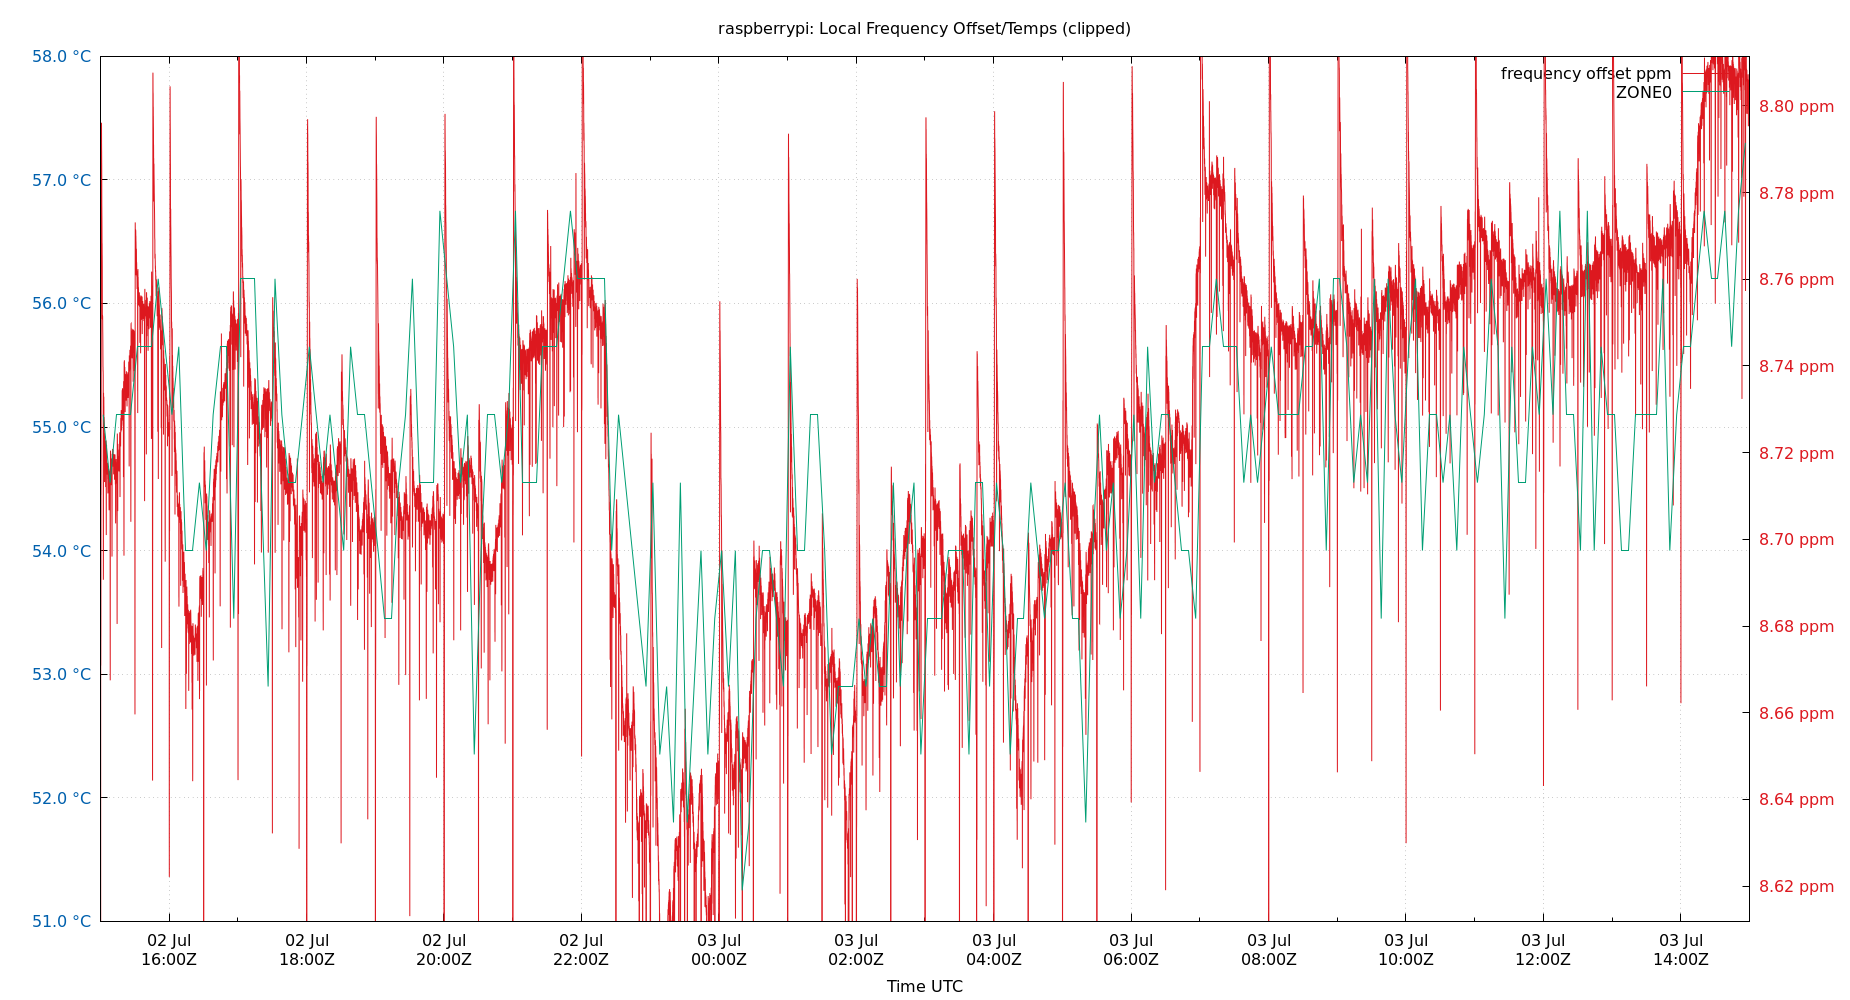 raspberrypi: Local Frequency Offset/Temps (clipped)
58.0 °C
57.0 °C
56.0 °C
55.0 °C
54.0 °C
53.0 °C
52.0 °C
51.0 °C
frequency offset ppm
ZONE0
8.80 ppm
8.78 ppm
8.76 ppm
8.74 ppm
8.72 ppm
8.70 ppm
8.68 ppm
8.66 ppm
8.64 ppm
8.62 ppm
02 Jul 02 Jul 02 Jul 02 Jul 03 Jul 03 Jul 03 Jul 03 Jul 03 Jul 03 Jul 03 Jul 03 Jul
16:00Z 18:00Z 20:00Z 22:00Z 00:00Z 02:00Z 04:00Z 06:00Z 08:00Z 10:00Z 12:00Z 14:00Z
Time UTC